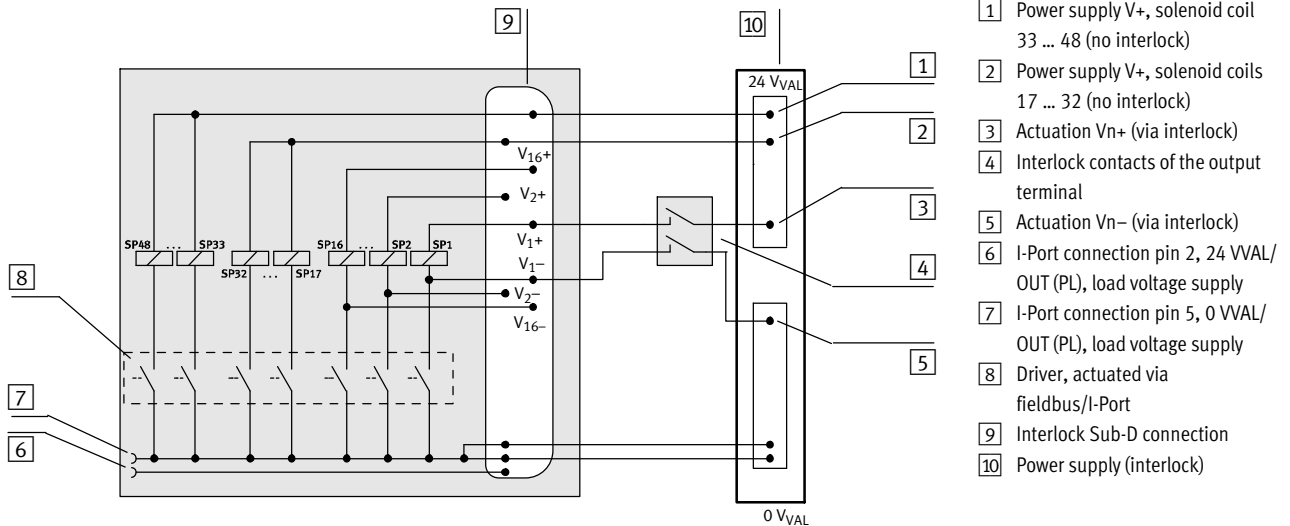 9
10
1
2
3
4
5
8
7
6
24 VVAL
V16+
V2+
V1+
V1–
V2–
V16–
SP48 ... SP33
SP32 ... SP17
SP16 ... SP2 SP1
0 VVAL
1 Power supply V+, solenoid coil
33 ... 48 (no interlock)
2 Power supply V+, solenoid coils
17 ... 32 (no interlock)
3 Actuation Vn+ (via interlock)
4 Interlock contacts of the output
terminal
5 Actuation Vn– (via interlock)
6 I-Port connection pin 2, 24 VVAL/
OUT (PL), load voltage supply
7 I-Port connection pin 5, 0 VVAL/
OUT (PL), load voltage supply
8 Driver, actuated via
fieldbus/I-Port
9 Interlock Sub-D connection
10 Power supply (interlock)